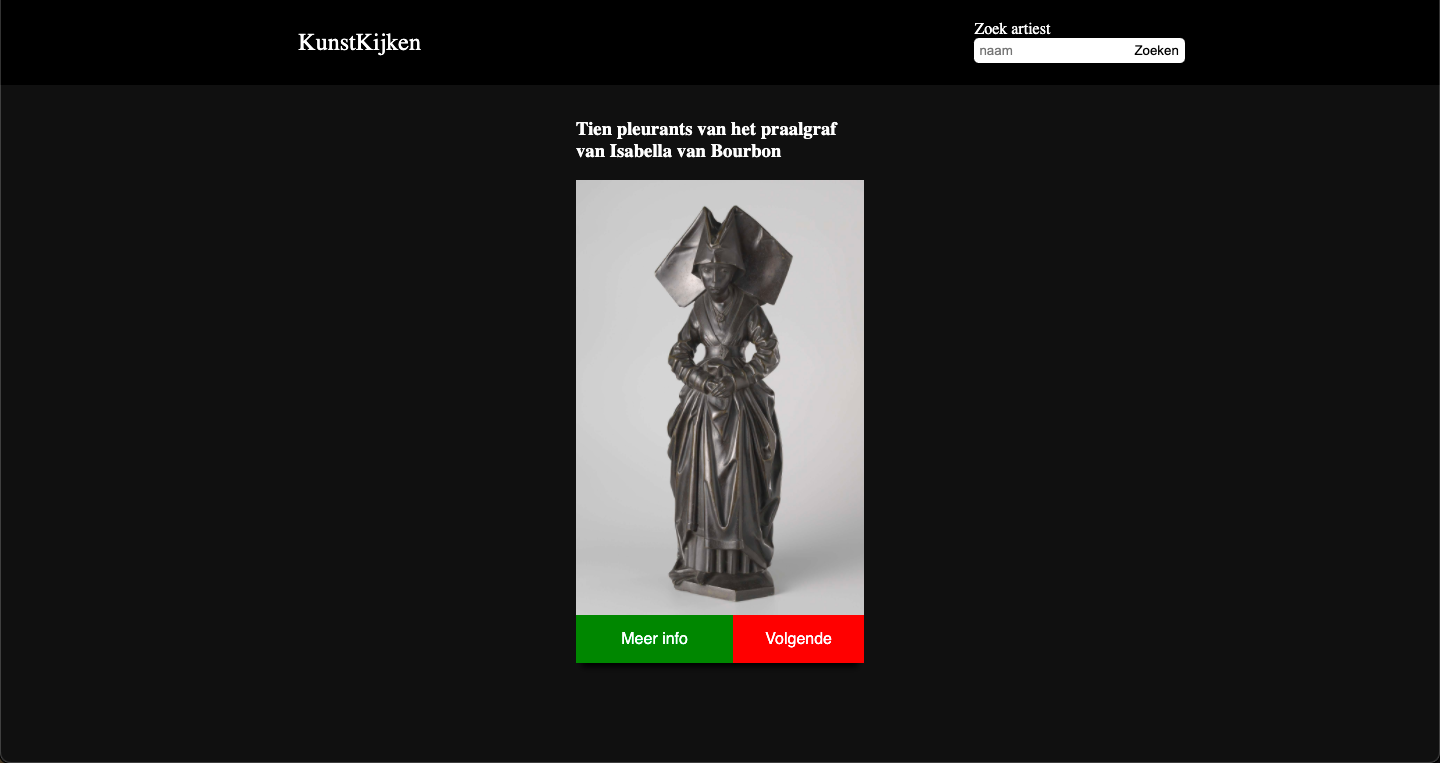 KunstKijken
Zoek artiest
naam
Zoeken
Tien pleurants van het praalgraf
van Isabella van Bourbon
Meer info
Volgende